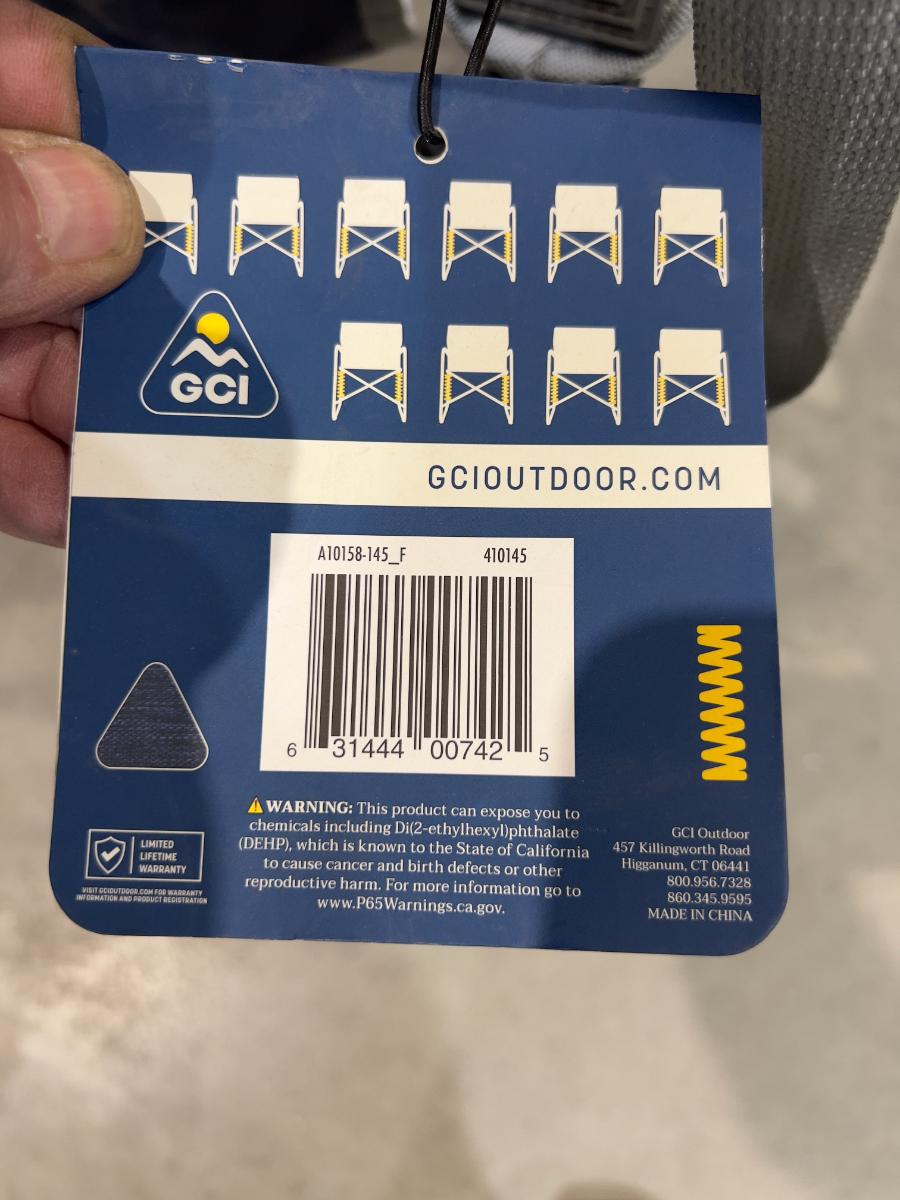 GCI
GCIOUTDOOR.COM
A10158-145_F 410145
6 31444 00742 5
⚠WARNING: This product can expose you to
chemicals including Di(2-ethylhexyl)phthalate
(DEHP), which is known to the State of California
to cause cancer and birth defects or other
reproductive harm. For more information go to
www.P65Warnings.ca.gov.
LIMITED
LIFETIME
WARRANTY
VISIT GCIOUTDOOR.COM FOR WARRANTY
INFORMATION AND PRODUCT REGISTRATION
GCI Outdoor
457 Killingworth Road
Higganum, CT 06441
800.956.7328
860.345.9595
MADE IN CHINA